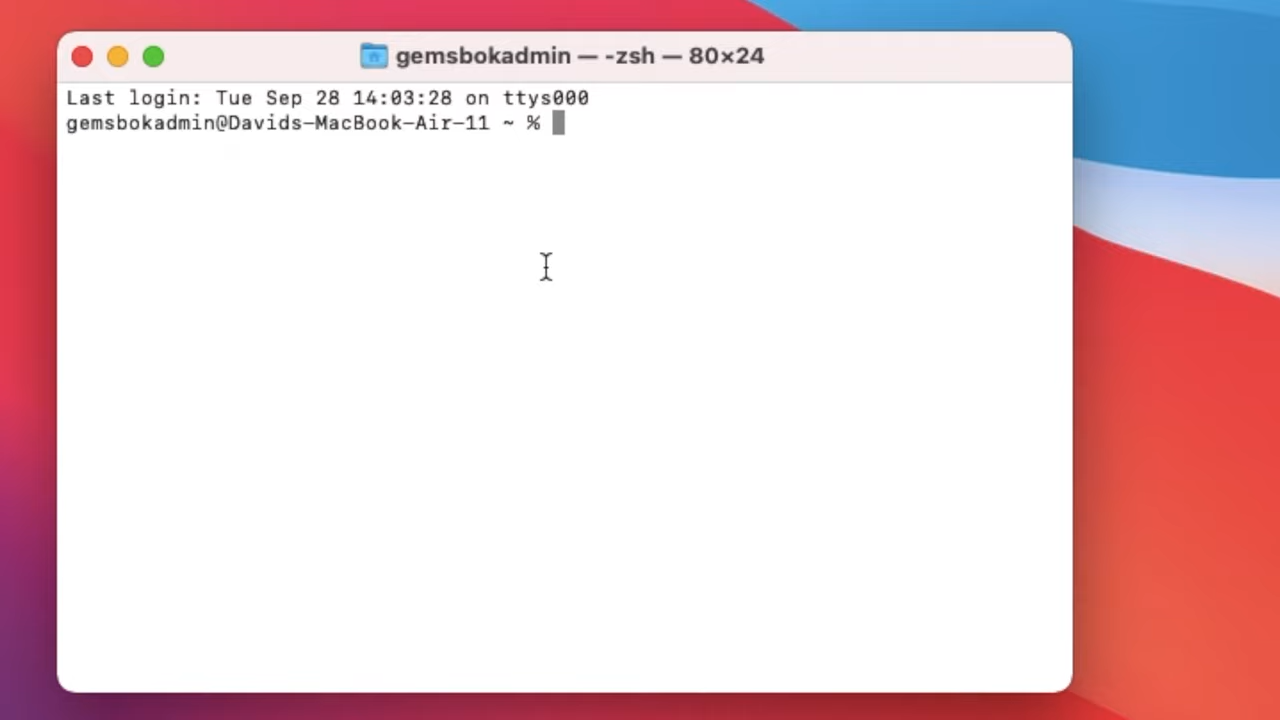 gemsbokadmin — -zsh — 80×24
Last login: Tue Sep 28 14:03:28 on ttys000
gemsbokadmin@Davids-MacBook-Air-11 ~ %